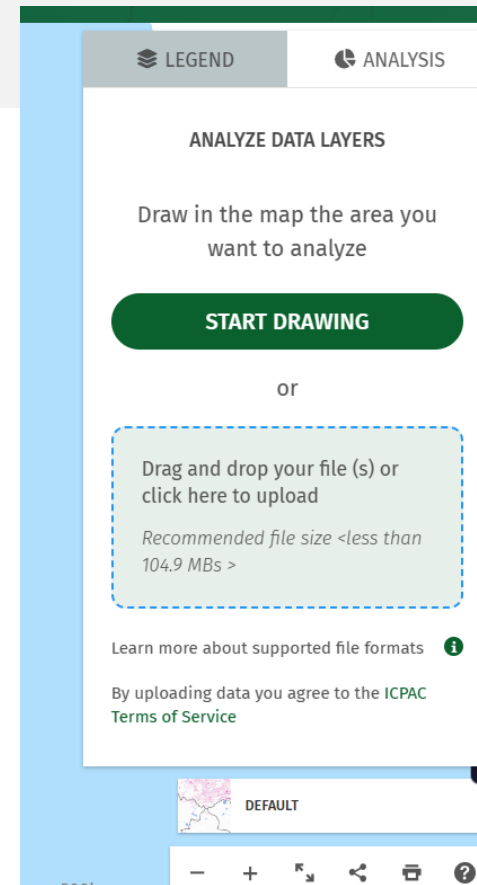 LEGEND
ANALYSIS
ANALYZE DATA LAYERS
Draw in the map the area you
want to analyze
START DRAWING
or
Drag and drop your file (s) or
click here to upload
Recommended file size <less than
104.9 MBs >
Learn more about supported file formats
By uploading data you agree to the ICPAC
Terms of Service
DEFAULT